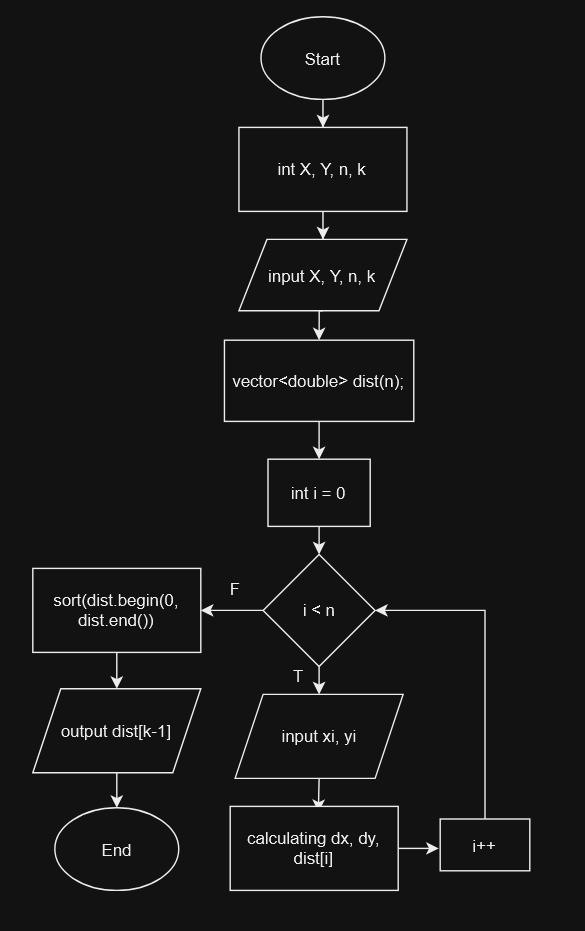 Start
int X, Y, n, k
input X, Y, n, k
vector<double> dist(n);
int i = 0
i < n
F
sort(dist.begin(0,
dist.end())
output dist[k-1]
End
T
input xi, yi
calculating dx, dy,
dist[i]
i++